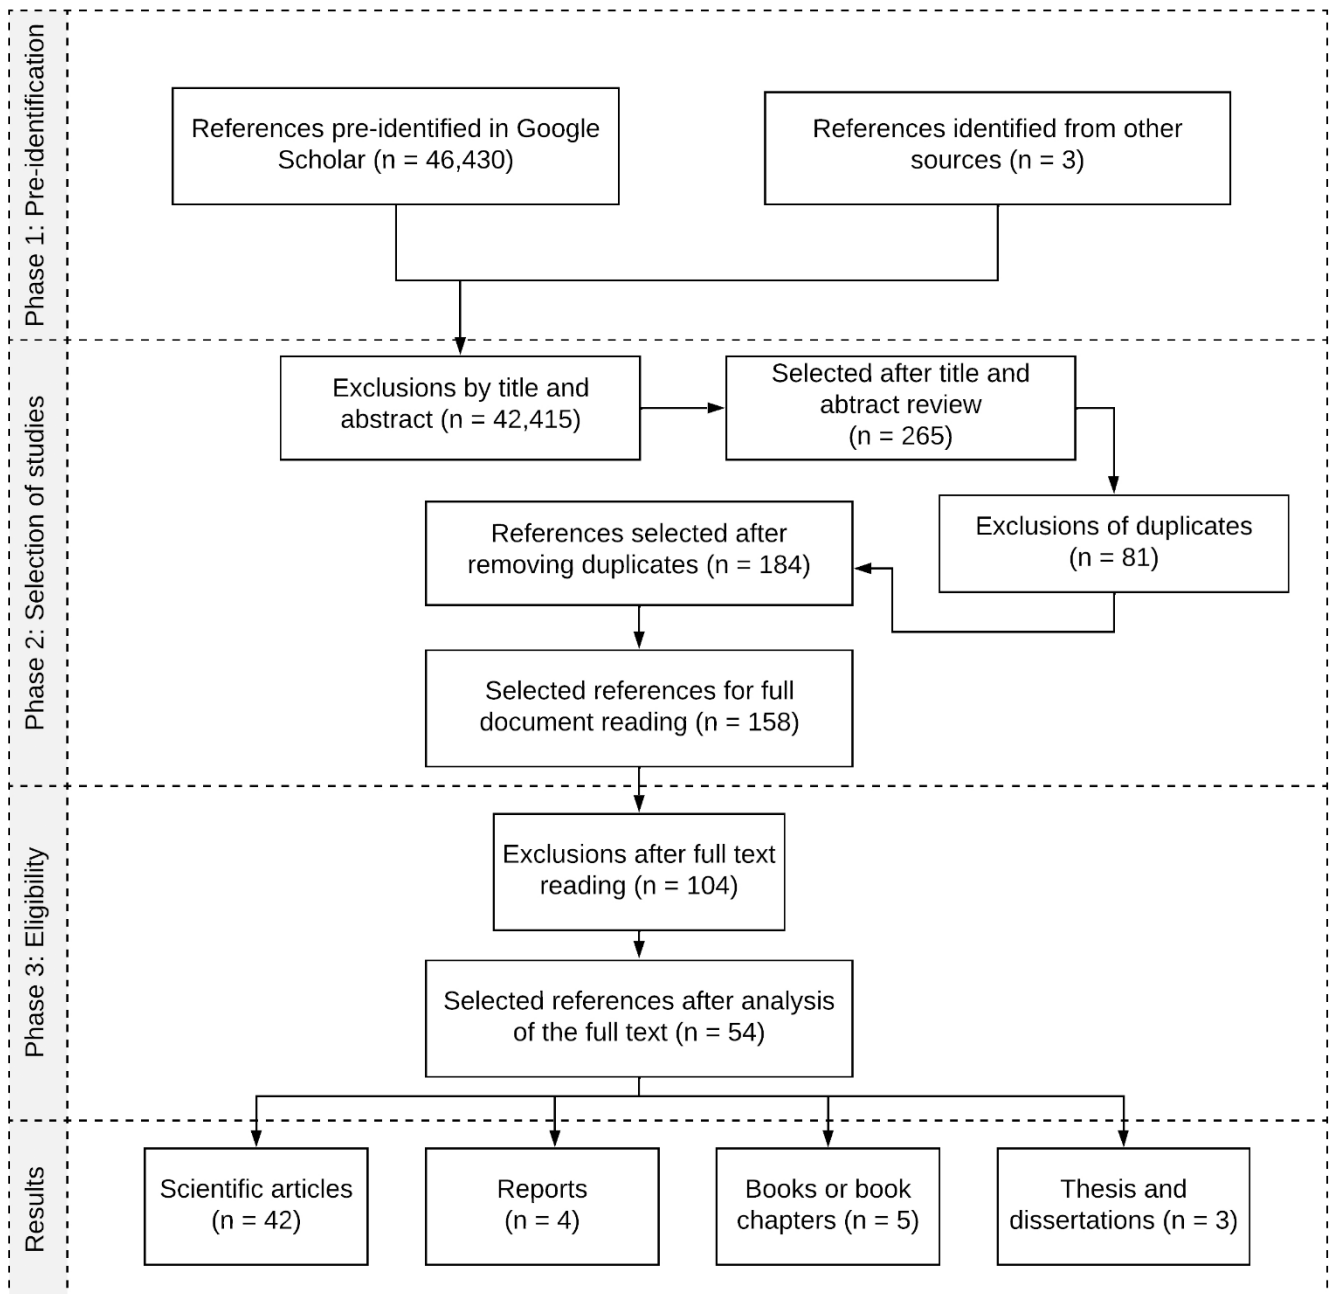 Phase 1: Pre-identification
References pre-identified in Google
Scholar (n = 46,430)
References identified from other
sources (n = 3)
Phase 2: Selection of studies
Exclusions by title and
abstract (n = 42,415)
Selected after title and
abtract review
(n = 265)
Exclusions of duplicates
(n = 81)
References selected after
removing duplicates (n = 184)
Selected references for full
document reading (n = 158)
Phase 3: Eligibility
Exclusions after full text
reading (n = 104)
Selected references after analysis
of the full text (n = 54)
Results
Scientific articles
(n = 42)
Reports
(n = 4)
Books or book
chapters (n = 5)
Thesis and
dissertations (n = 3)